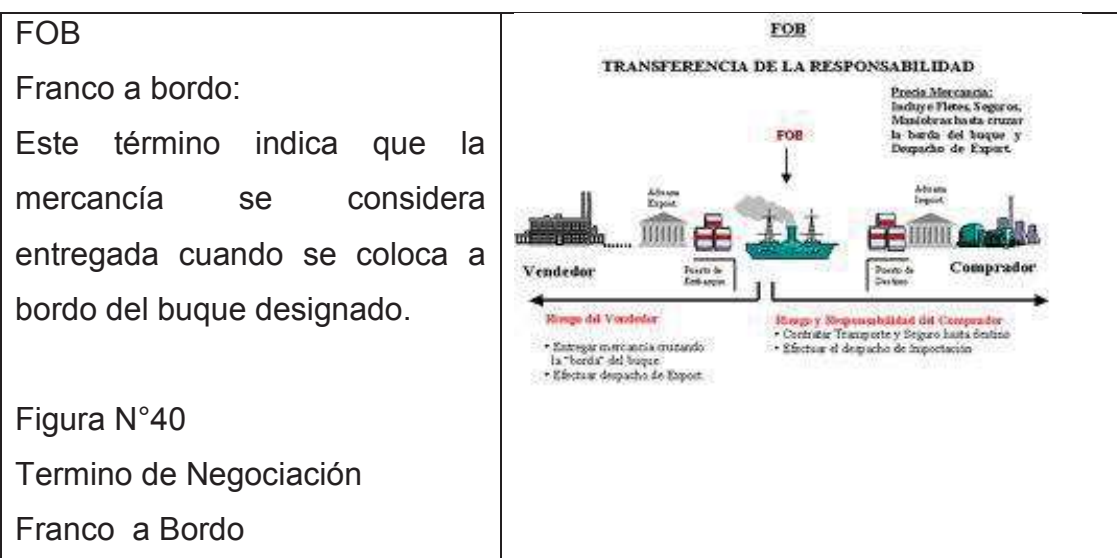 FOB
Franco a bordo:
Este término indica que la
mercancía se considera
entregada cuando se coloca a
bordo del buque designado.
Figura N°40
Termino de Negociación
Franco a Bordo
FOB
TRANSFERENCIA DE LA RESPONSABILIDAD
Precio Mercancia:
Incluye Fletes, Seguros,
Maniobras hasta cruzar
la borda del buque y
Despacho de Export.
FOB
Aduana
Export.
Aduana
Import.
Vendedor
Puerto de
Embarque
Puerto de
Destino
Comprador
Riesgo del Vendedor
• Entregar mercancia cruzando
la "borda" del buque
• Efectuar despacho de Export.
Riesgo y Responsabilidad del Comprador
• Contratar Transporte y Seguro hasta destino
• Efectuar el despacho de Importación